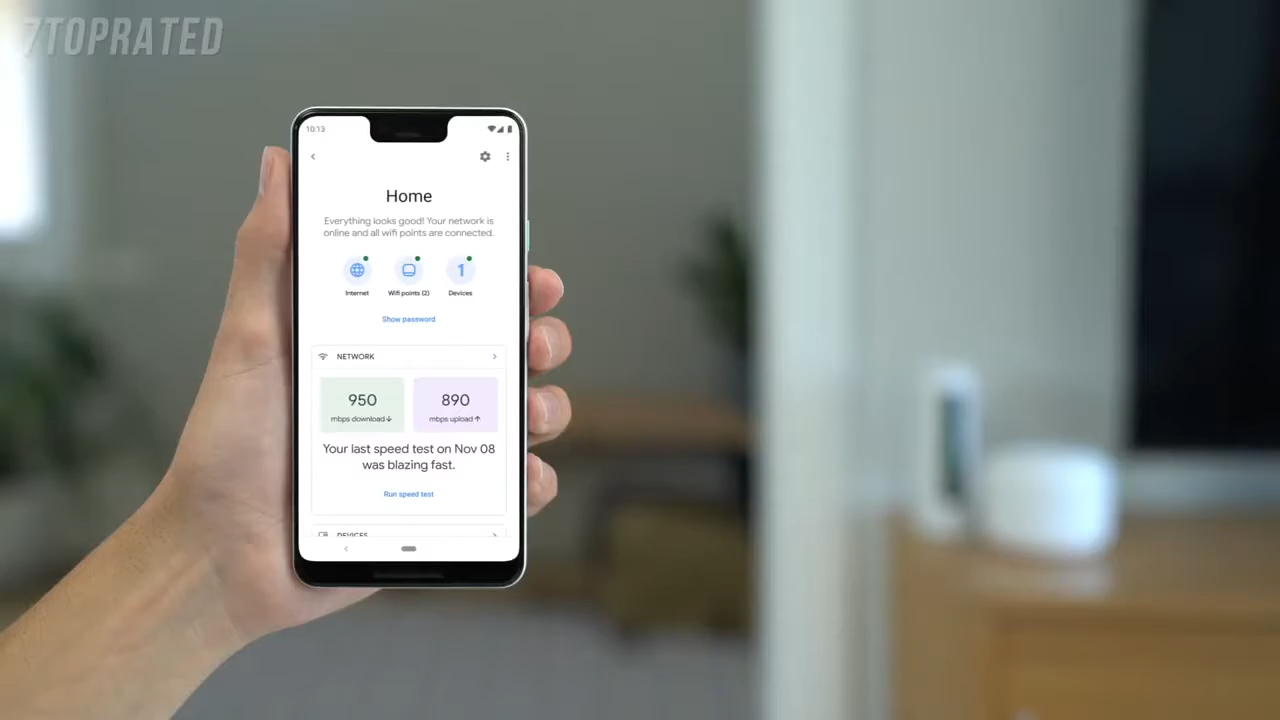 7TOPRATED
10:13
Home
Everything looks good! Your network is
online and all wifi points are connected.
1
Internet
Wifi points (2)
Devices
Show password
NETWORK
950
890
mbps download↓
mbps upload↑
Your last speed test on Nov 08
was blazing fast.
Run speed test
DEVICES